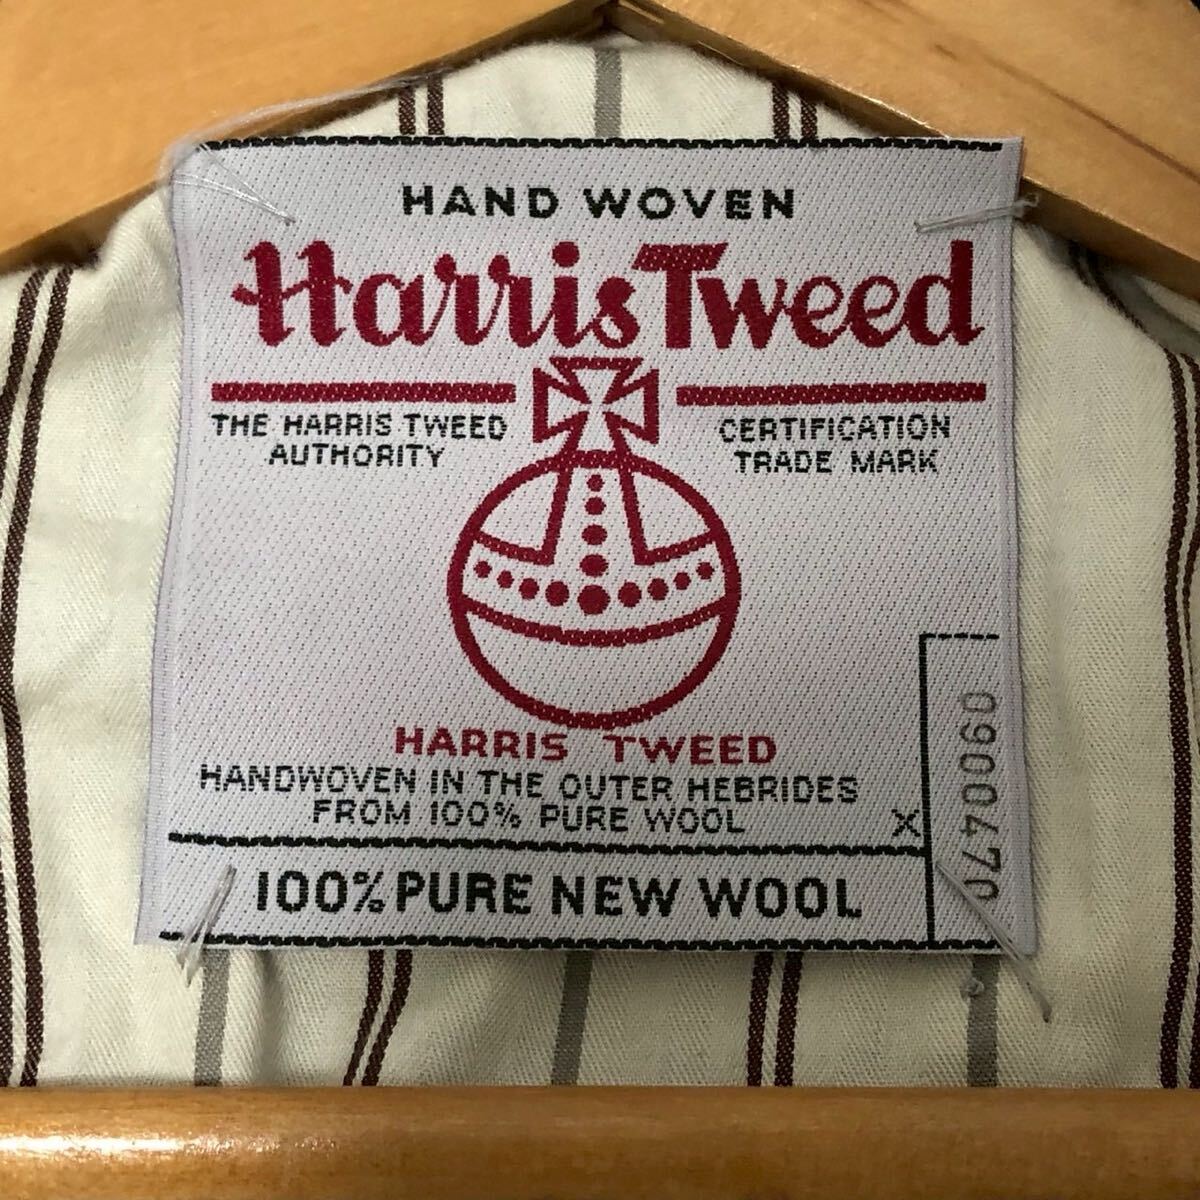 HAND WOVEN
Harris Tweed
THE HARRIS TWEED
AUTHORITY
CERTIFICATION
TRADE MARK
HARRIS TWEED
HANDWOVEN IN THE OUTER HEBRIDES
FROM 100% PURE WOOL
X
0900470
100% PURE NEW WOOL